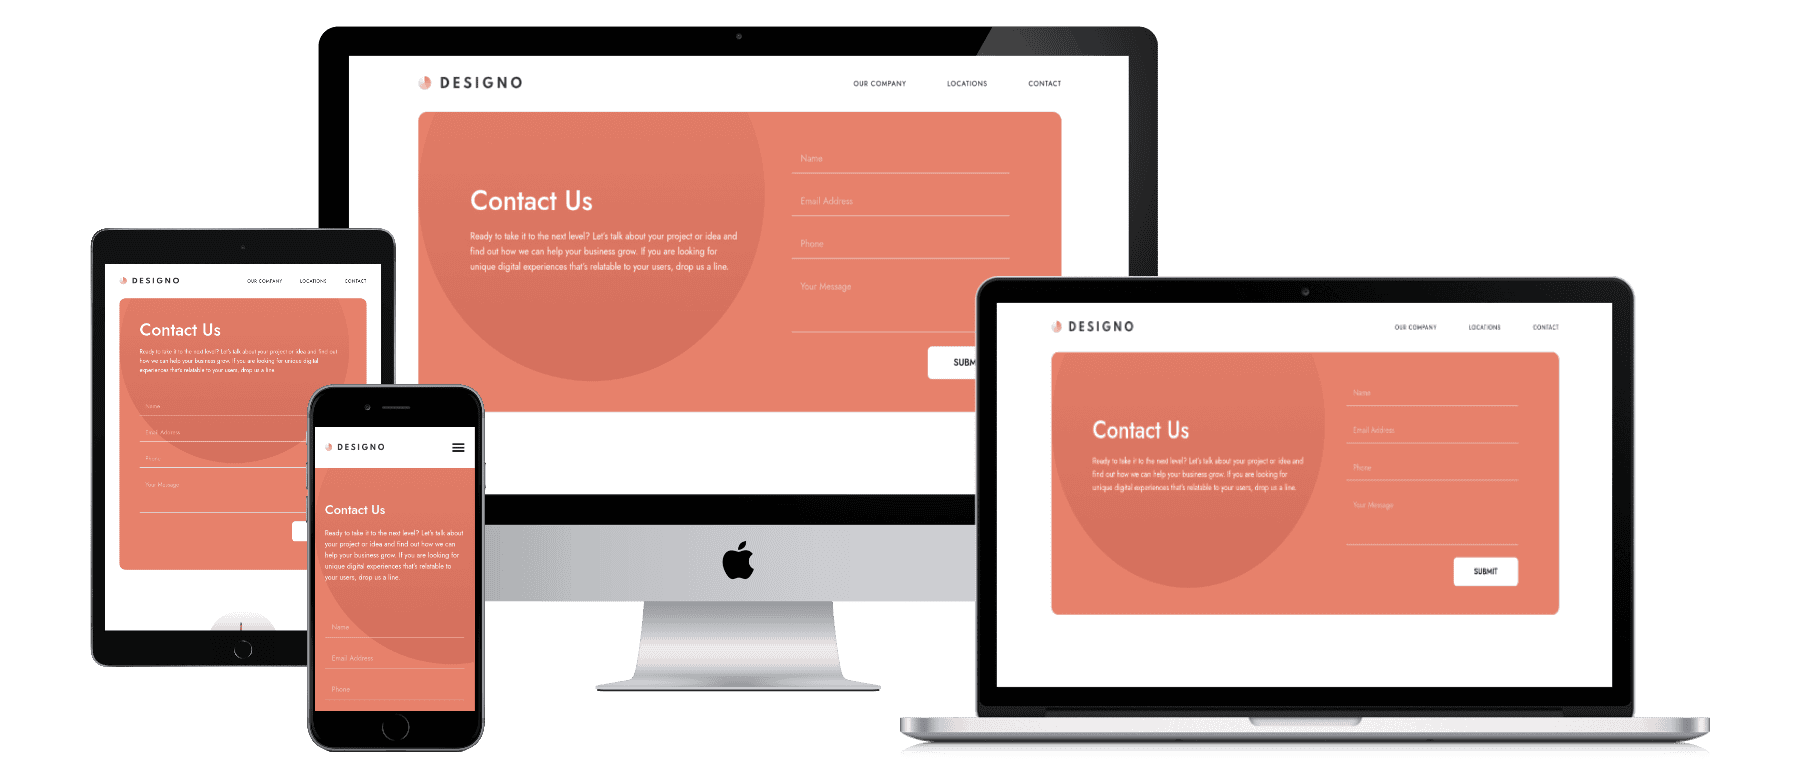 DESIGNO
OUR COMPANY
LOCATIONS
CONTACT
Contact Us
Ready to take it to the next level? Let's talk about your project or idea and
find out how we can help your business grow. If you are looking for
unique digital experiences that's relatable to your users, drop us a line.
Name
Email Address
Phone
Your Message
SUBM
DESIGNO
OUR COMPANY
LOCATIONS
CONTACT
Contact Us
Ready to take it to the next level? Let's talk about your project or idea and find out
how we can help your business grow. If you are looking for unique digital
experiences that's relatable to your users, drop us a line.
Name
Email Address
Phone
Your Message
DESIGNO
Contact Us
Ready to take it to the next level? Let's talk about
your project or idea and find out how we can
help your business grow. If you are looking for
unique digital experiences that's relatable to
your users, drop us a line.
Name
Email Address
Phone
DESIGNO
OUR COMPANY
LOCATIONS
CONTACT
Contact Us
Ready to take it to the next level? Let's talk about your project or idea and
find out how we can help your business grow. If you are looking for
unique digital experiences that's relatable to your users, drop us a line.
Name
Email Address
Phone
Your Message
SUBMIT